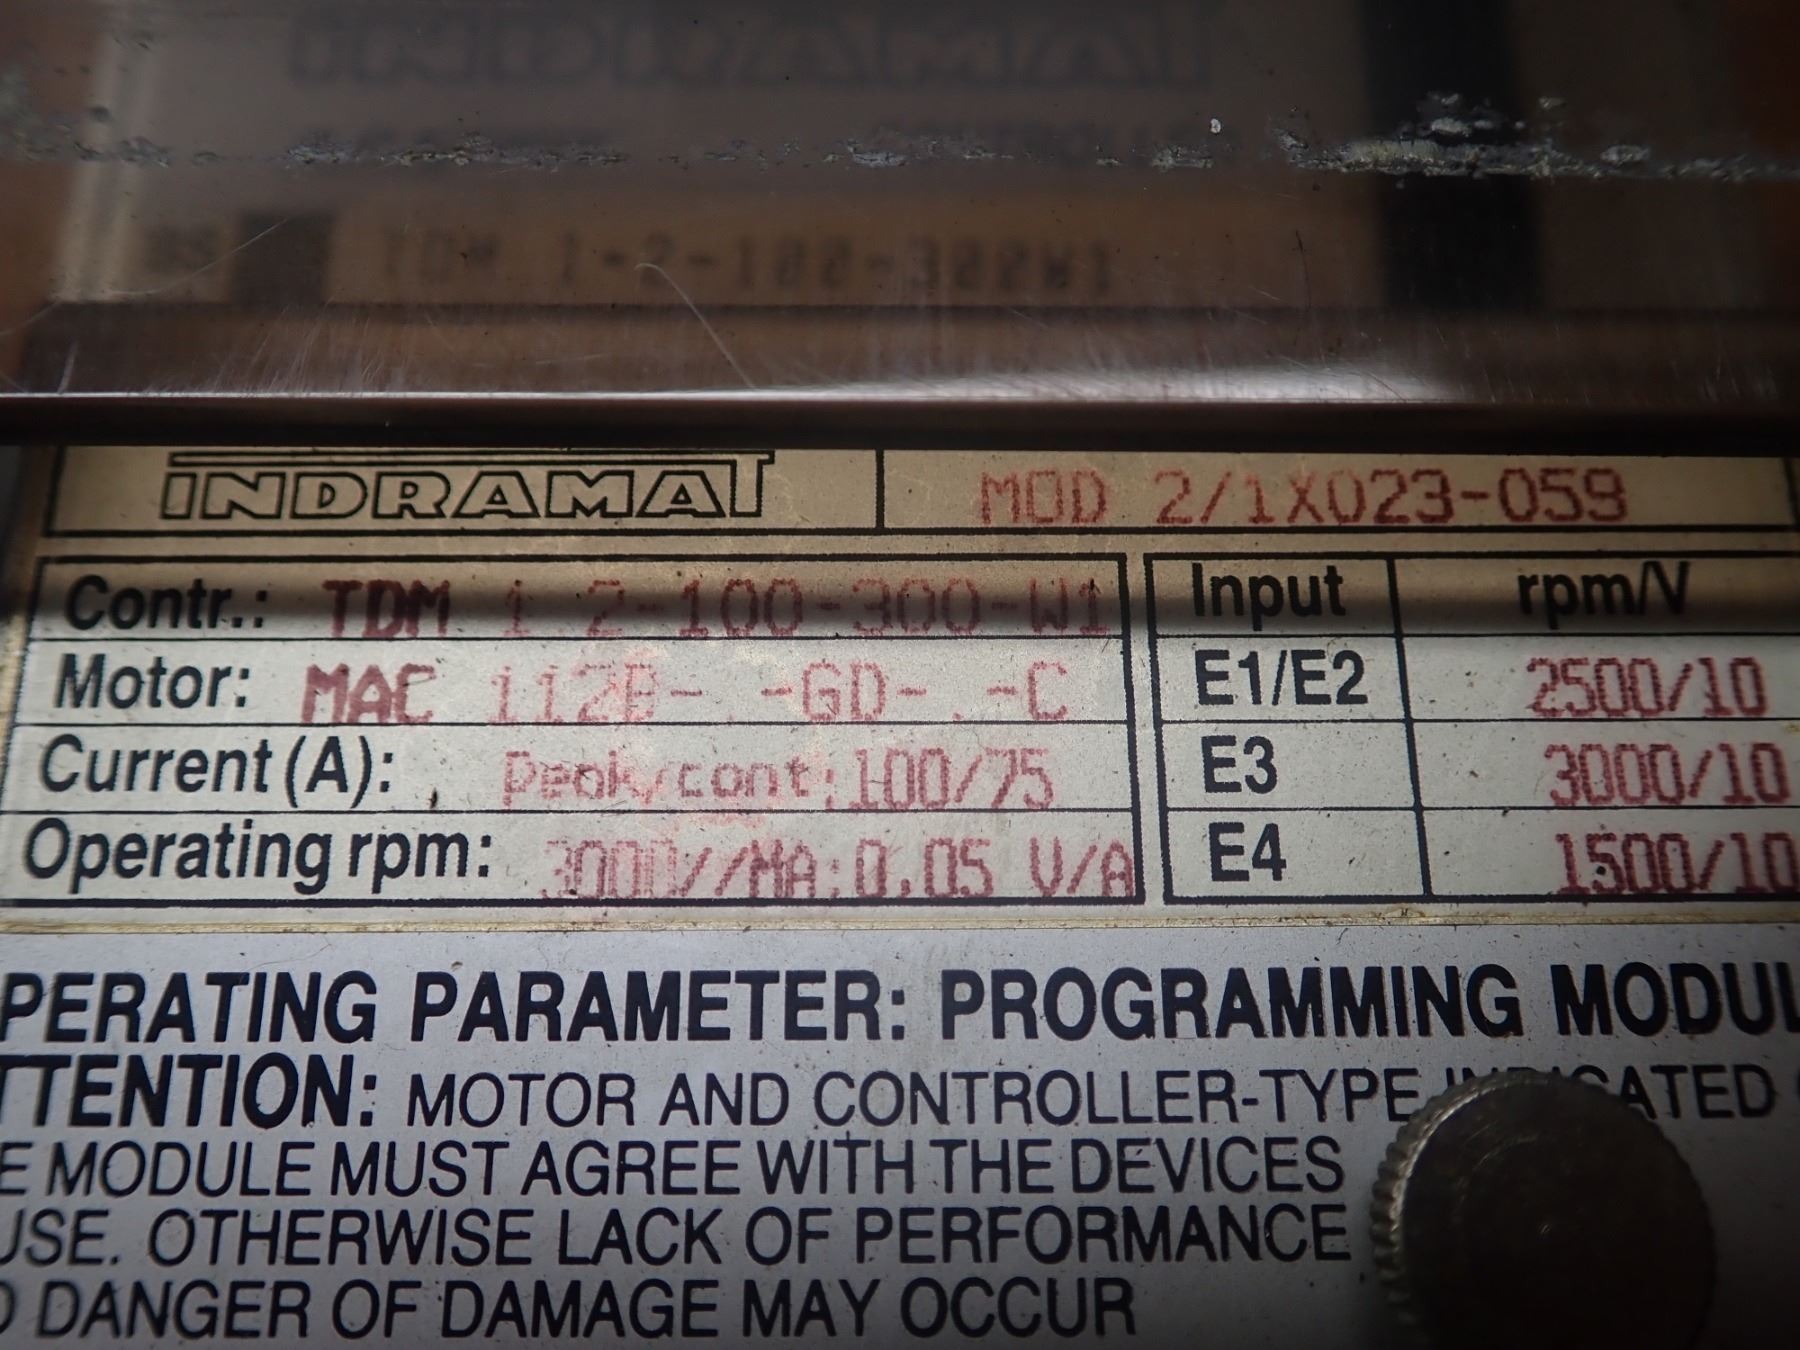 INDRAMAT
TDM 1-2-100-300W1
INDRAMAT MOD 2/1X023-059
Contr.: TDM 1.2-100-300-W1 Input rpm/V
Motor: MAC 112B-. -GD-. -C E1/E2 2500/10
Current (A): Peak/cont:100/75 E3 3000/10
Operating rpm: 3000//MA:0.05 V/A E4 1500/10
PERATING PARAMETER: PROGRAMMING MODUL
TTENTION: MOTOR AND CONTROLLER-TYPE INDICATED
E MODULE MUST AGREE WITH THE DEVICES
USE. OTHERWISE LACK OF PERFORMANCE
D DANGER OF DAMAGE MAY OCCUR